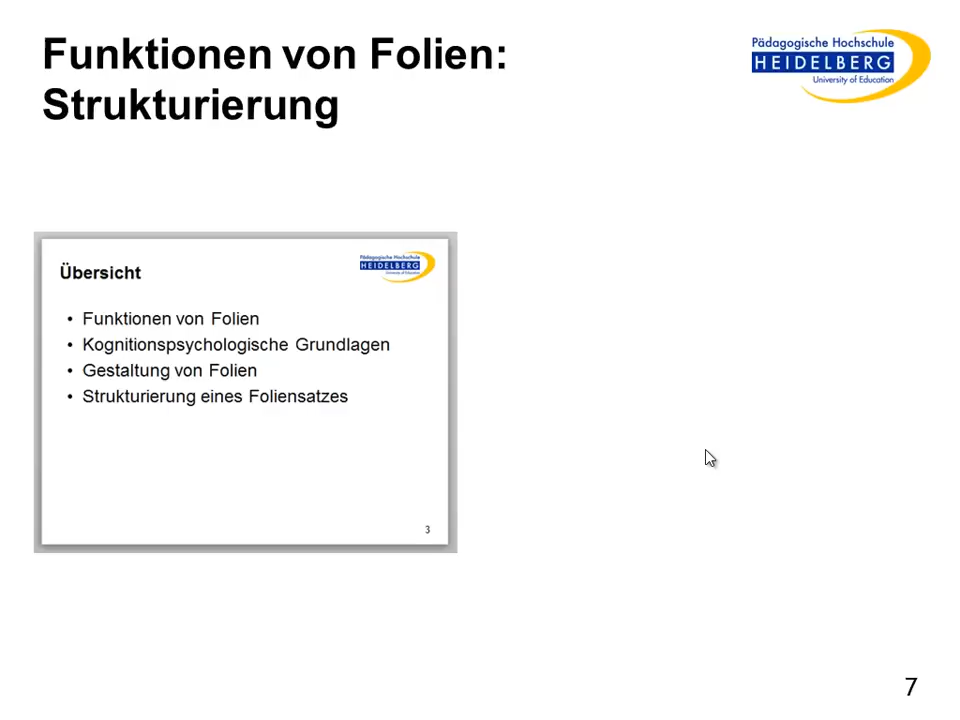 Funktionen von Folien:
Strukturierung
Pädagogische Hochschule
HEIDELBERG
University of Education
Übersicht
Pädagogische Hochschule
HEIDELBERG
University of Education
• Funktionen von Folien
• Kognitionspsychologische Grundlagen
• Gestaltung von Folien
• Strukturierung eines Foliensatzes
3
7